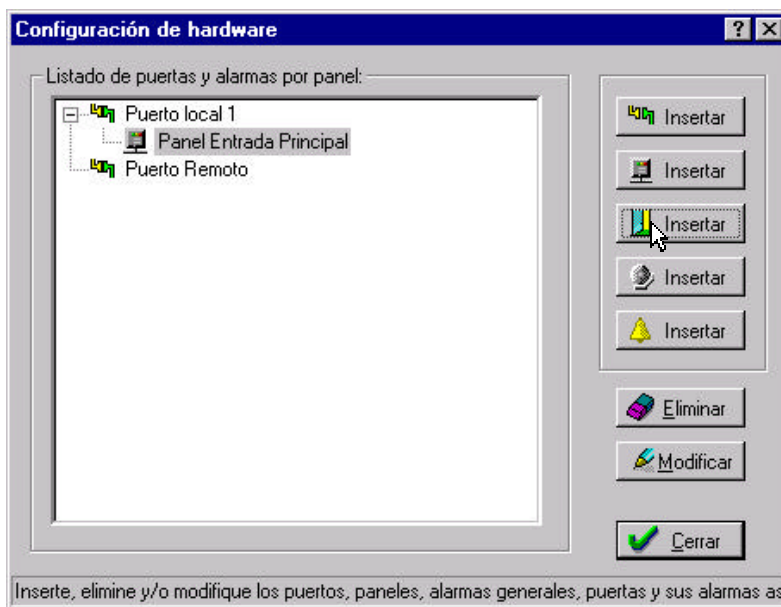 Configuración de hardware
Listado de puertas y alarmas por panel:
Puerto local 1
Panel Entrada Principal
Puerto Remoto
Insertar
Insertar
Insertar
Insertar
Insertar
Eliminar
Modificar
Cerrar
Inserte, elimine y/o modifique los puertos, paneles, alarmas generales, puertas y sus alarmas